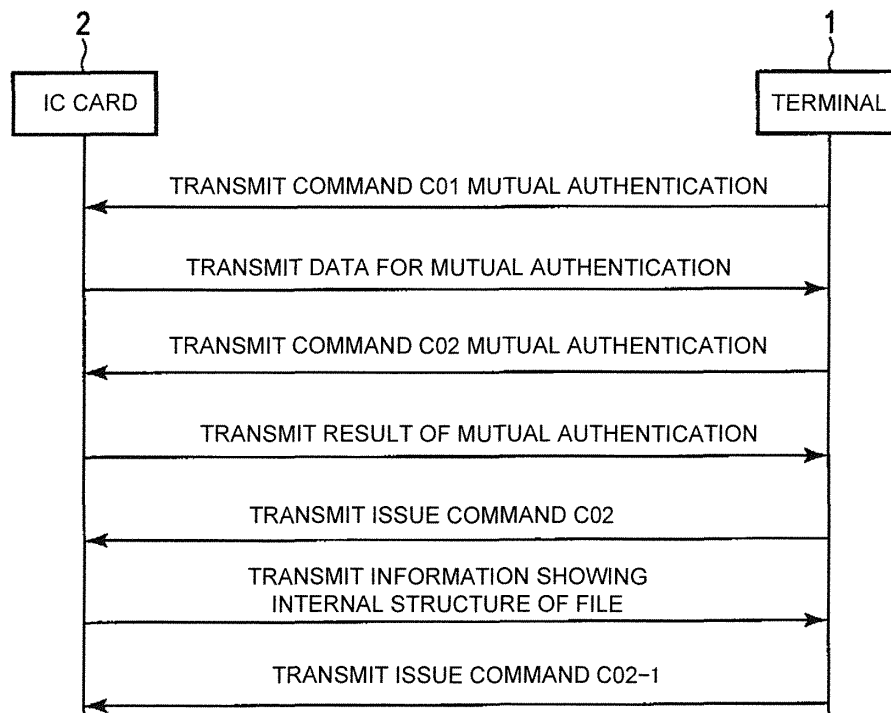 2
1
IC CARD
TERMINAL
TRANSMIT COMMAND C01 MUTUAL AUTHENTICATION
TRANSMIT DATA FOR MUTUAL AUTHENTICATION
TRANSMIT COMMAND C02 MUTUAL AUTHENTICATION
TRANSMIT RESULT OF MUTUAL AUTHENTICATION
TRANSMIT ISSUE COMMAND C02
TRANSMIT INFORMATION SHOWING
INTERNAL STRUCTURE OF FILE
TRANSMIT ISSUE COMMAND C02-1